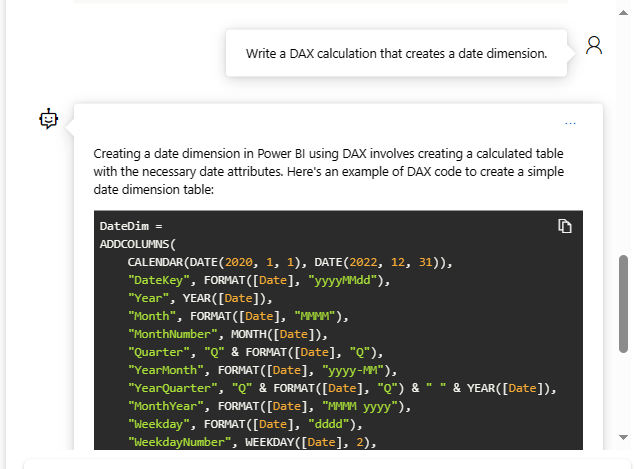 Write a DAX calculation that creates a date dimension.
...
Creating a date dimension in Power BI using DAX involves creating a calculated table
with the necessary date attributes. Here's an example of DAX code to create a simple
date dimension table:
DateDim =
ADDCOLUMNS(
    CALENDAR(DATE(2020, 1, 1), DATE(2022, 12, 31)),
    "DateKey", FORMAT([Date], "yyyyMMdd"),
    "Year", YEAR([Date]),
    "Month", FORMAT([Date], "MMMM"),
    "MonthNumber", MONTH([Date]),
    "Quarter", "Q" & FORMAT([Date], "Q"),
    "YearMonth", FORMAT([Date], "yyyy-MM"),
    "YearQuarter", "Q" & FORMAT([Date], "Q") & " " & YEAR([Date]),
    "MonthYear", FORMAT([Date], "MMMM yyyy"),
    "Weekday", FORMAT([Date], "dddd"),
    "WeekdayNumber", WEEKDAY([Date], 2),